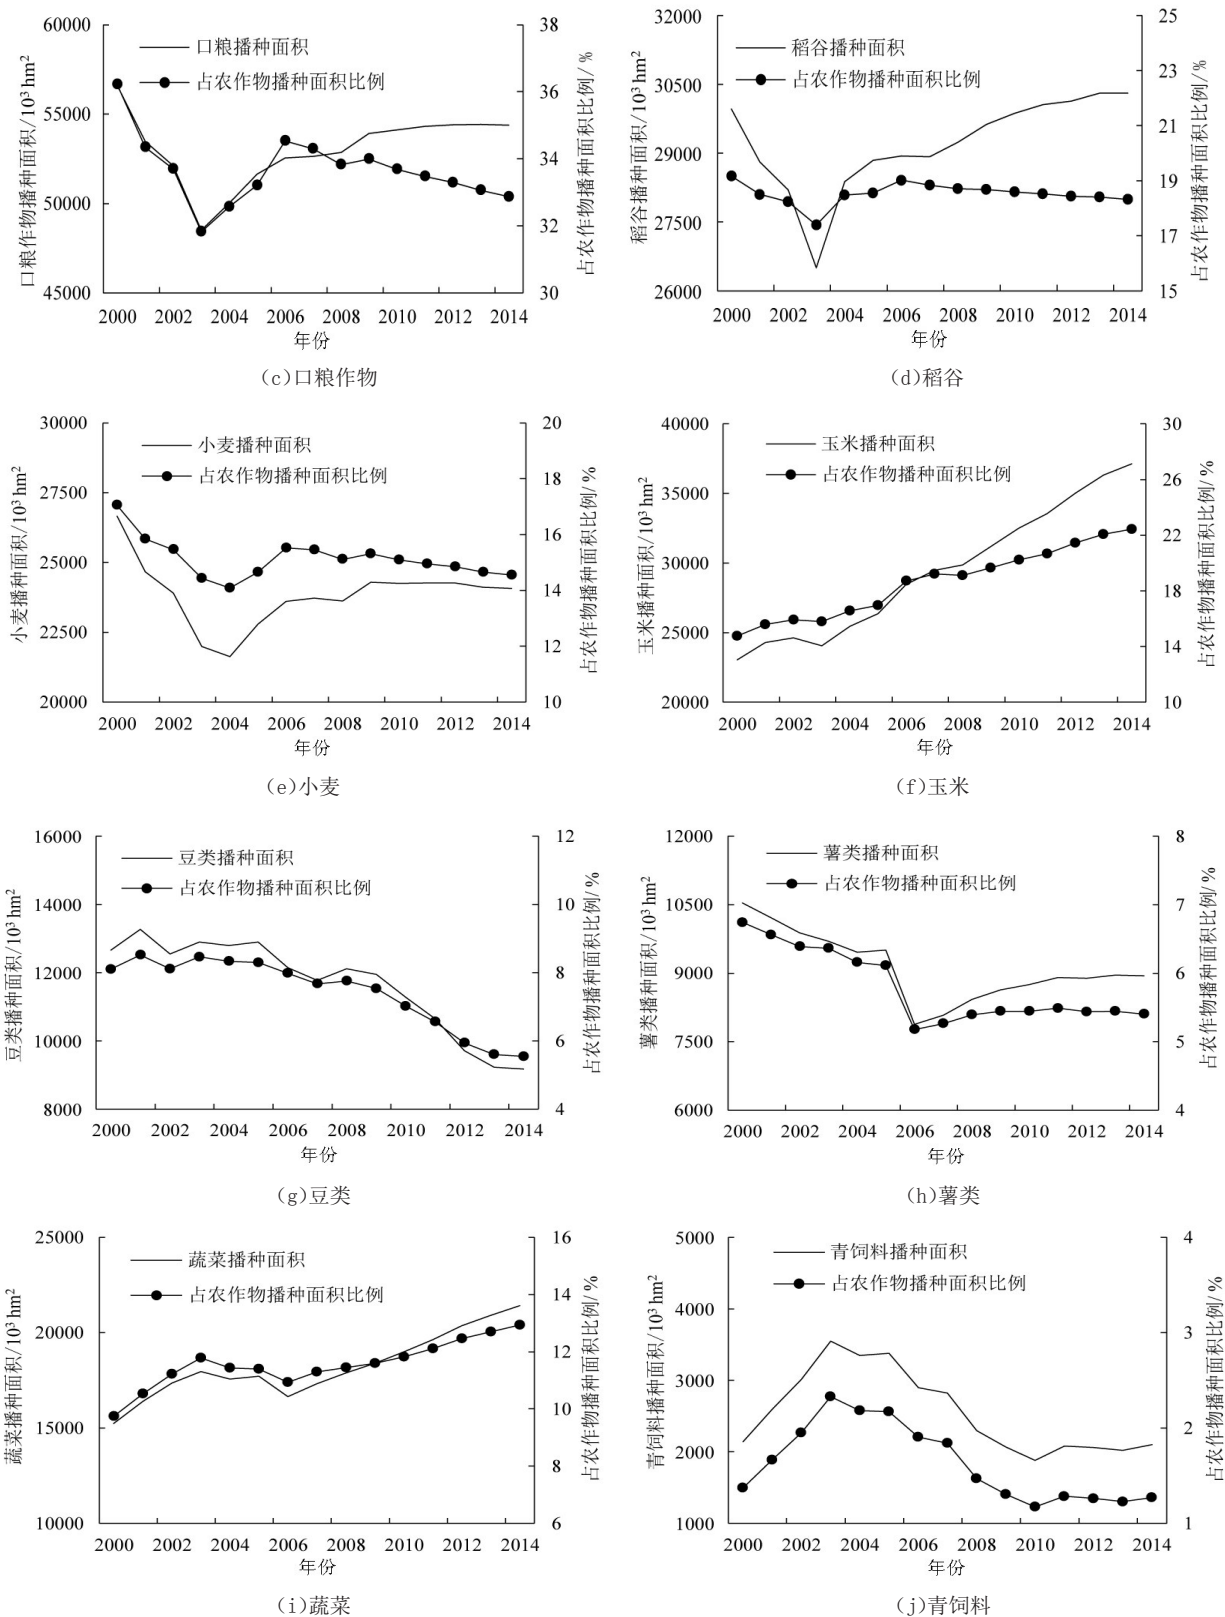 60000
55000
50000
45000
口粮作物播种面积/10³ hm²
口粮播种面积
占农作物播种面积比例
38
36
34
32
30
占农作物播种面积比例/%
2000 2002 2004 2006 2008 2010 2012 2014
年份
(c)口粮作物
32000
30500
29000
27500
26000
稻谷播种面积/10³ hm²
稻谷播种面积
占农作物播种面积比例
25
23
21
19
17
15
占农作物播种面积比例/%
2000 2002 2004 2006 2008 2010 2012 2014
年份
(d)稻谷
30000
27500
25000
22500
20000
小麦播种面积/10³ hm²
小麦播种面积
占农作物播种面积比例
20
18
16
14
12
10
占农作物播种面积比例/%
2000 2002 2004 2006 2008 2010 2012 2014
年份
(e)小麦
40000
35000
30000
25000
20000
玉米播种面积/10³ hm²
玉米播种面积
占农作物播种面积比例
30
26
22
18
14
10
占农作物播种面积比例/%
2000 2002 2004 2006 2008 2010 2012 2014
年份
(f)玉米
16000
14000
12000
10000
8000
豆类播种面积/10³ hm²
豆类播种面积
占农作物播种面积比例
12
10
8
6
4
占农作物播种面积比例/%
2000 2002 2004 2006 2008 2010 2012 2014
年份
(g)豆类
12000
10500
9000
7500
6000
薯类播种面积/10³ hm²
薯类播种面积
占农作物播种面积比例
8
7
6
5
4
占农作物播种面积比例/%
2000 2002 2004 2006 2008 2010 2012 2014
年份
(h)薯类
25000
20000
15000
10000
蔬菜播种面积/10³ hm²
蔬菜播种面积
占农作物播种面积比例
16
14
12
10
8
6
占农作物播种面积比例/%
2000 2002 2004 2006 2008 2010 2012 2014
年份
(i)蔬菜
5000
4000
3000
2000
1000
青饲料播种面积/10³ hm²
青饲料播种面积
占农作物播种面积比例
4
3
2
1
占农作物播种面积比例/%
2000 2002 2004 2006 2008 2010 2012 2014
年份
(j)青饲料